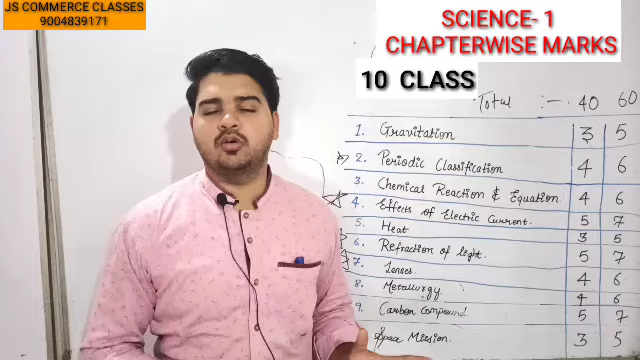 JS COMMERCE CLASSES
9004839171
SCIENCE- 1
CHAPTERWISE MARKS
10 CLASS
Total :- 40 60
1. Gravitation 3 5
2. Periodic Classification 4 6
3. Chemical Reaction & Equation 4 6
4. Effects of Electric Current. 5 7
5. Heat 3 5
6. Refraction of light. 5 7
7. Lenses. 4 6
8. Metallurgy 4 6
9. Carbon Compound 5 7
Mission. 3 5